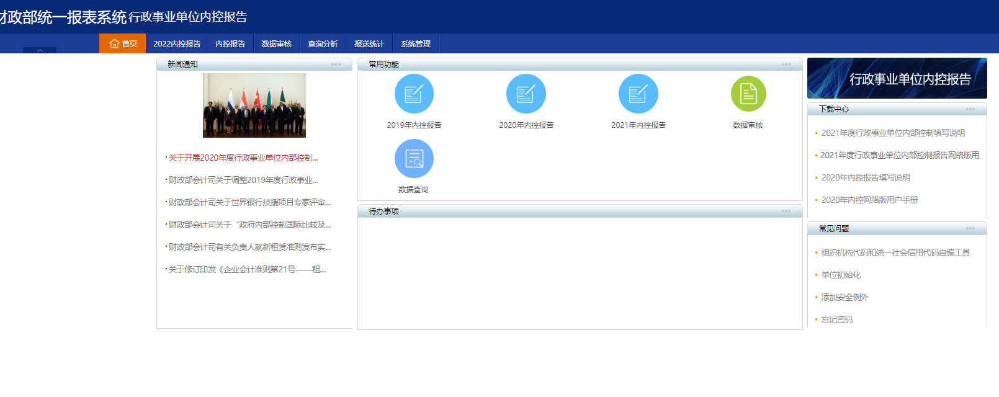 财政部统一报表系统 行政事业单位内控报告
首页 2022内控报告 内控报告 数据审核 查询分析 报送统计 系统管理
新闻通知
关于开展2020年度行政事业单位内部控制...
财政部会计司关于调整2019年度行政事业...
财政部会计司关于世界银行技援项目专家评审...
财政部会计司关于“政府内部控制国际比较及...
财政部会计司有关负责人就新租赁准则发布实...
关于修订印发《企业会计准则第21号——租...
常用功能
2019年内控报告 2020年内控报告 2021年内控报告 数据审核
数据查询
待办事项
行政事业单位内控报告
下载中心
2021年度行政事业单位内部控制填写说明
2021年度行政事业单位内部控制报告网络版用
2020年内控报告填写说明
2020年内控网络版用户手册
常见问题
组织机构代码和统一社会信用代码自编工具
单位初始化
添加安全例外
忘记密码